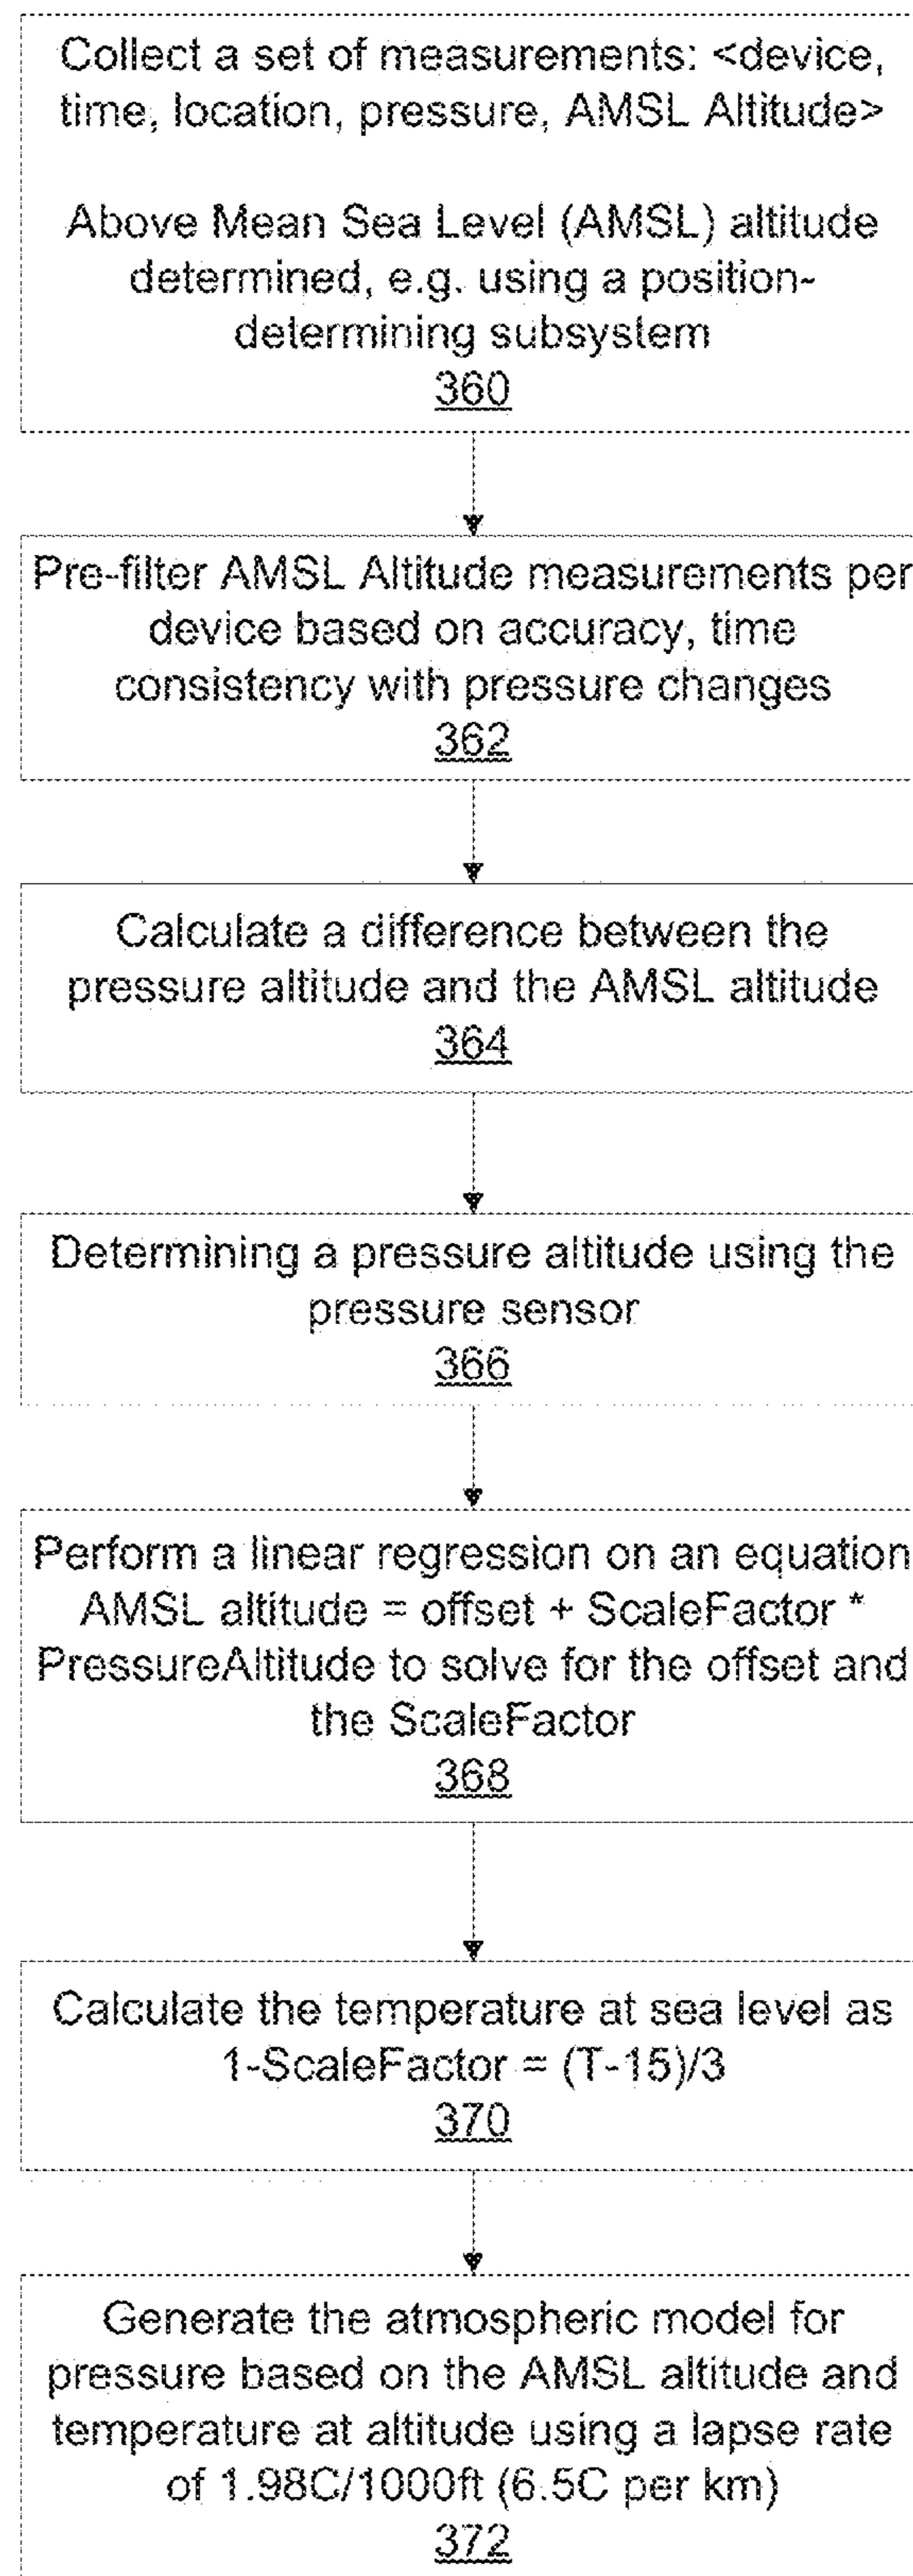 Collect a set of measurements: <device,
time, location, pressure, AMSL Altitude>
Above Mean Sea Level (AMSL) altitude
determined, e.g. using a position-
determining subsystem
360
Pre-filter AMSL Altitude measurements per
device based on accuracy, time
consistency with pressure changes
362
Calculate a difference between the
pressure altitude and the AMSL altitude
364
Determining a pressure altitude using the
pressure sensor
366
Perform a linear regression on an equation
AMSL altitude = offset + ScaleFactor *
PressureAltitude to solve for the offset and
the ScaleFactor
368
Calculate the temperature at sea level as
1-ScaleFactor = (T-15)/3
370
Generate the atmospheric model for
pressure based on the AMSL altitude and
temperature at altitude using a lapse rate
of 1.98C/1000ft (6.5C per km)
372